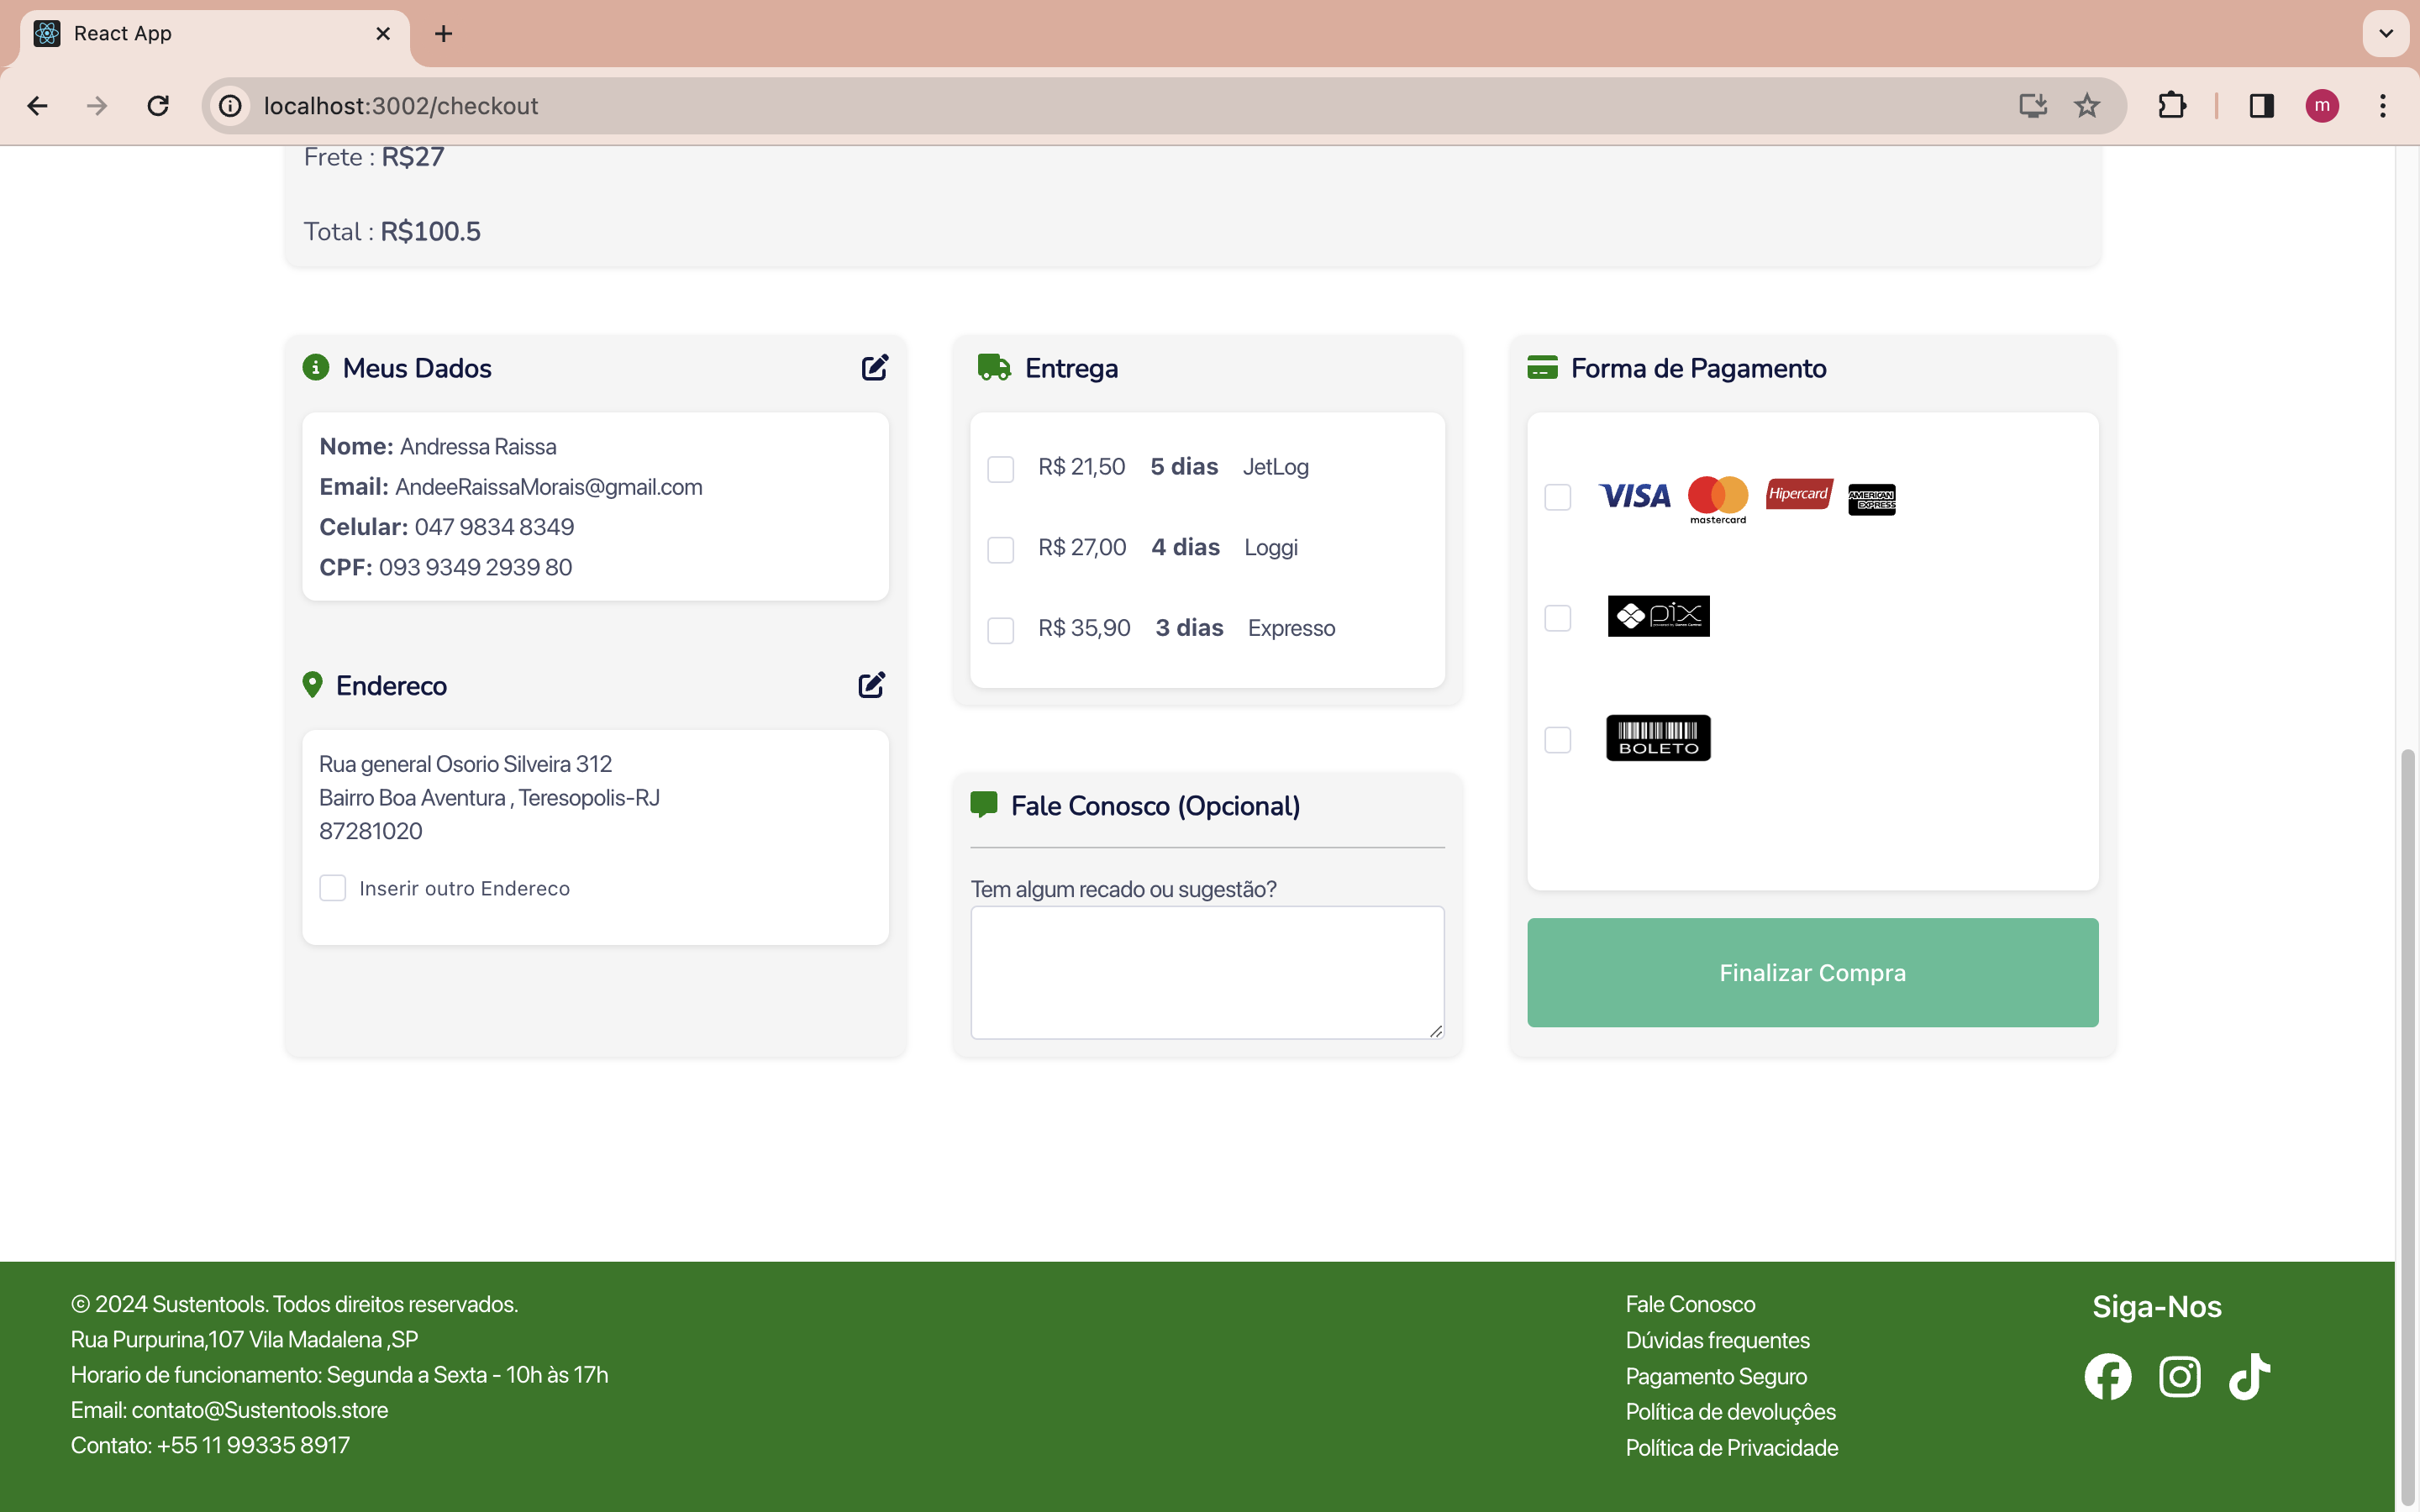 React App
localhost:3002/checkout
m
Frete : R$27
Total : R$100.5
Meus Dados
Nome: Andressa Raissa
Email: AndeeRaissaMorais@gmail.com
Celular: 047 9834 8349
CPF: 093 9349 2939 80
Endereco
Rua general Osorio Silveira 312
Bairro Boa Aventura , Teresopolis-RJ
87281020
Inserir outro Endereco
Entrega
R$ 21,50 5 dias JetLog
R$ 27,00 4 dias Loggi
R$ 35,90 3 dias Expresso
Fale Conosco (Opcional)
Tem algum recado ou sugestão?
Forma de Pagamento
VISA mastercard Hipercard AMERICAN EXPRESS
pix
BOLETO
Finalizar Compra
© 2024 Sustentools. Todos direitos reservados.
Rua Purpurina,107 Vila Madalena ,SP
Horario de funcionamento: Segunda a Sexta - 10h às 17h
Email: contato@Sustentools.store
Contato: +55 11 99335 8917
Fale Conosco
Dúvidas frequentes
Pagamento Seguro
Política de devoluções
Política de Privacidade
Siga-Nos